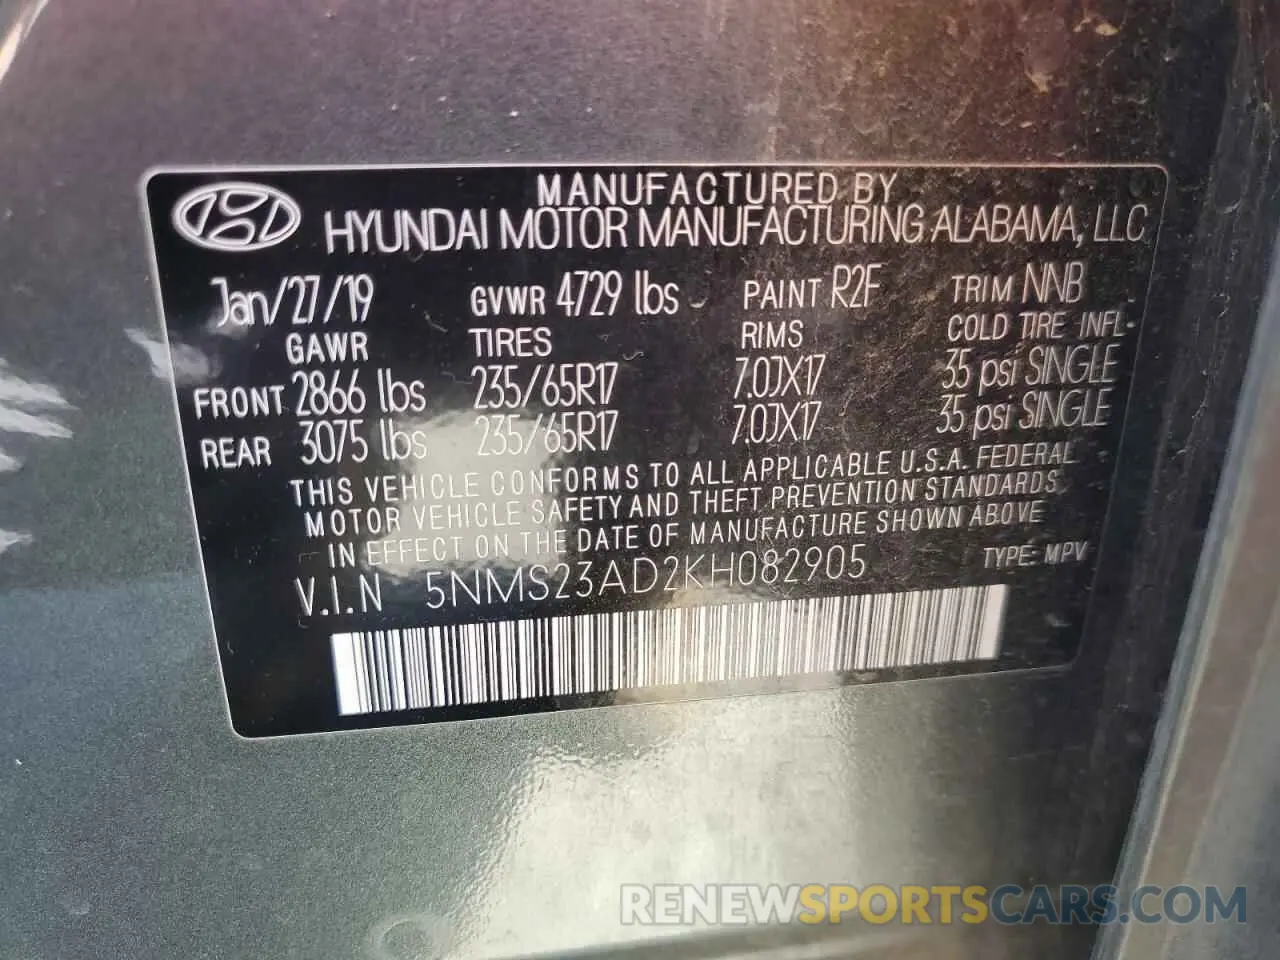 MANUFACTURED BY
HYUNDAI MOTOR MANUFACTURING ALABAMA, LLC
Jan/27/19 GVWR 4729 lbs PAINT R2F TRIM NNB
GAWR TIRES RIMS COLD TIRE INFL.
FRONT 2866 lbs 235/65R17 7.0JX17 35 psi SINGLE
REAR 3075 lbs 235/65R17 7.0JX17 35 psi SINGLE
THIS VEHICLE CONFORMS TO ALL APPLICABLE U.S.A. FEDERAL
MOTOR VEHICLE SAFETY AND THEFT PREVENTION STANDARDS
IN EFFECT ON THE DATE OF MANUFACTURE SHOWN ABOVE
V.I.N 5NMS23AD2KH082905 TYPE: MPV
RENEWSPORTSCARS.COM